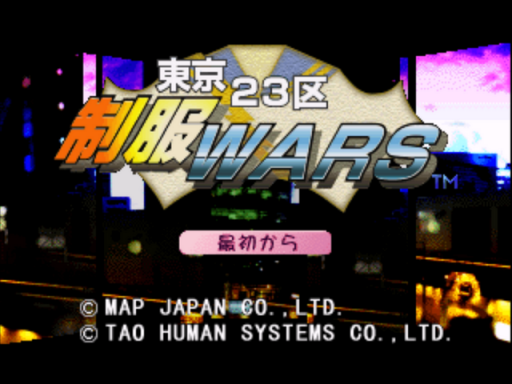 東京23区
制服WARS
™
最初から
© MAP JAPAN CO.,LTD.
© TAO HUMAN SYSTEMS CO.,LTD.